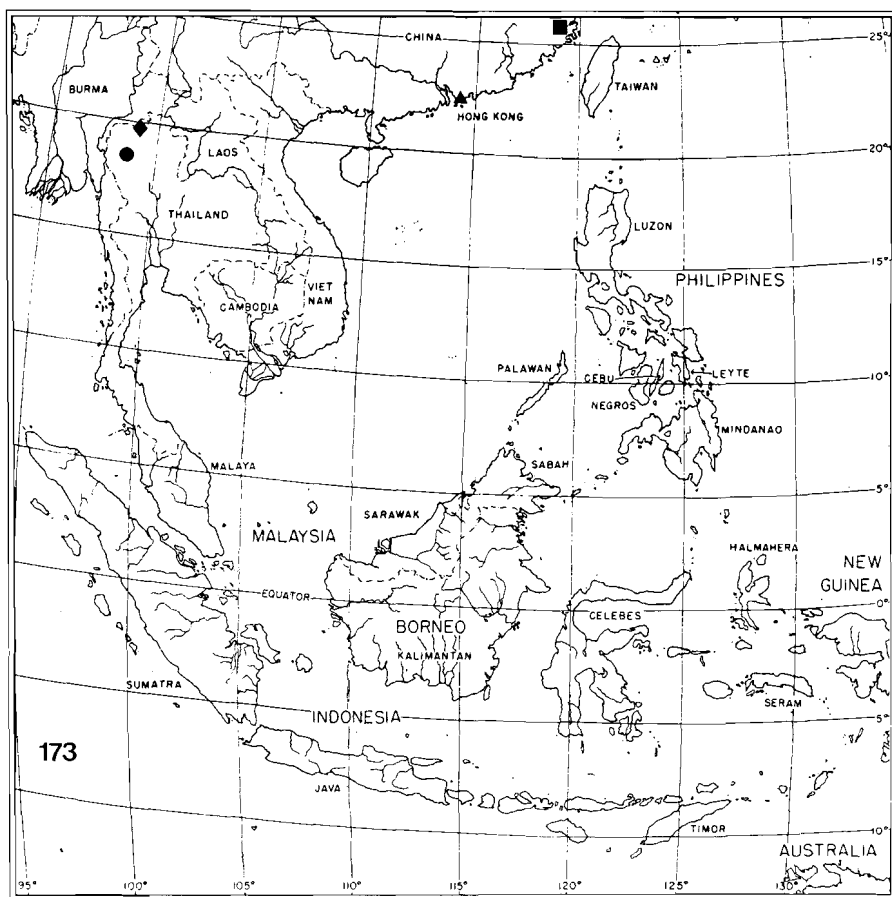 CHINA
25°
BURMA
TAIWAN
HONG KONG
20°
LAOS
THAILAND
LUZON
15°
VIET
NAM
PHILIPPINES
CAMBODIA
PALAWAN
CEBU
LEYTE
10°
NEGROS
MINDANAO
MALAYA
SABAH
5°
SARAWAK
MALAYSIA
HALMAHERA
NEW
GUINEA
EQUATOR
0°
CELEBES
BORNEO
KALIMANTAN
SUMATRA
SERAM
INDONESIA
5°
173
JAVA
TIMOR
10°
AUSTRALIA
95°
100°
105°
110°
115°
120°
125°
130°